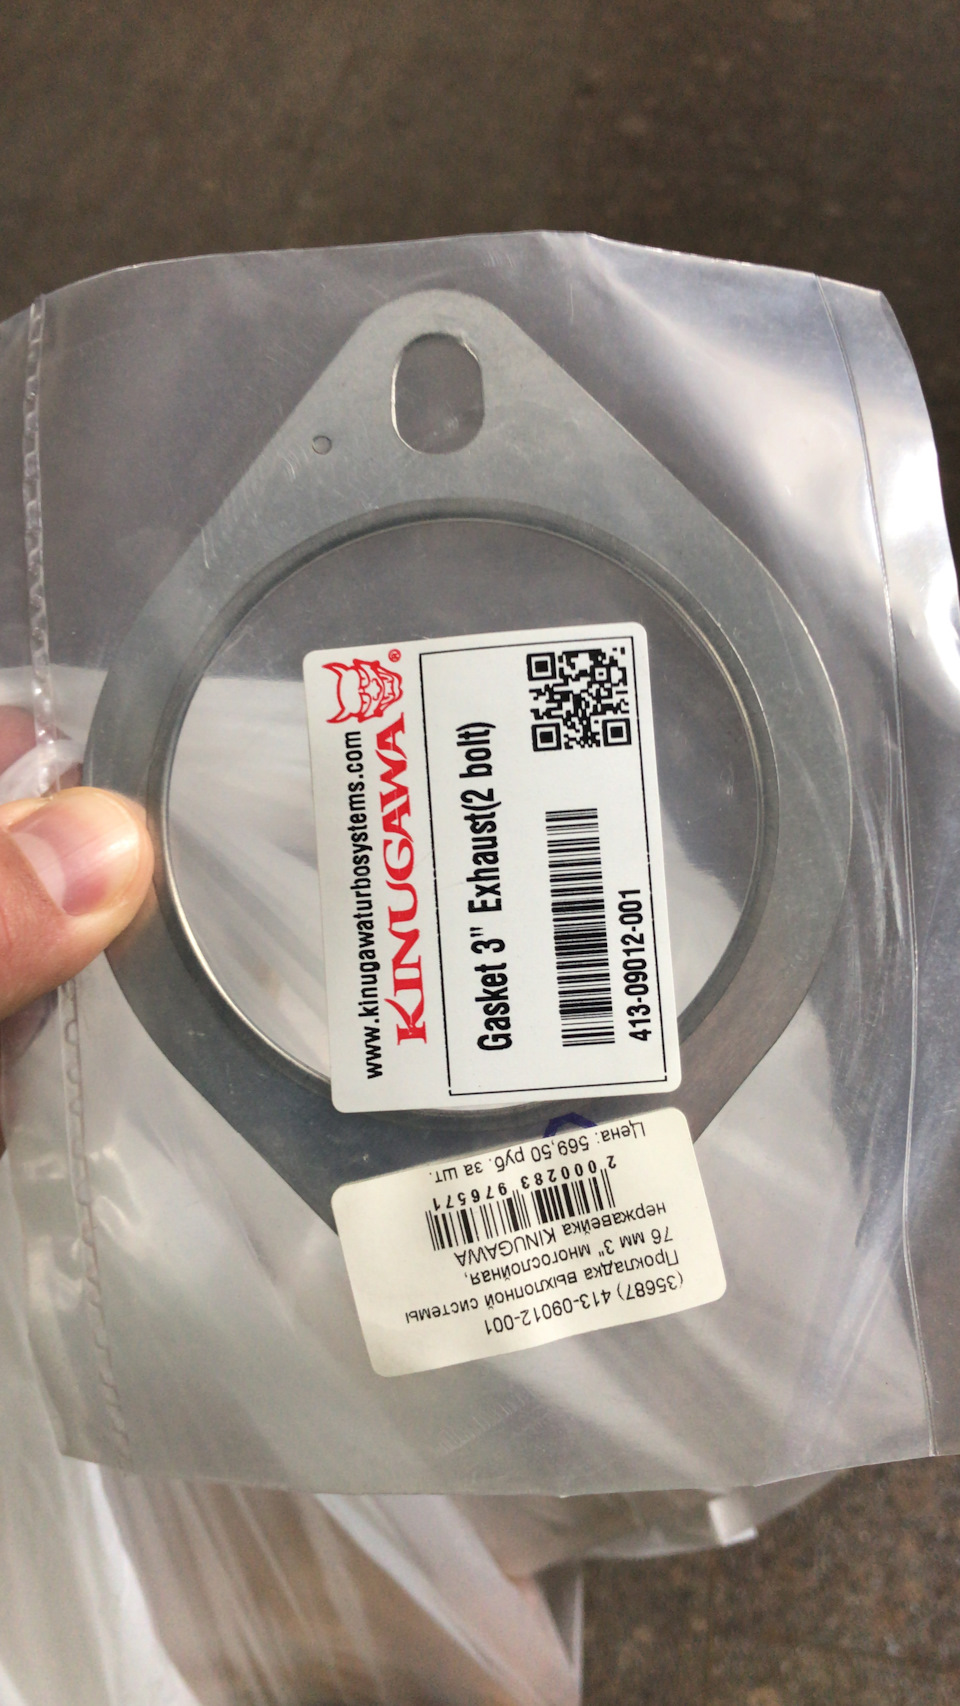 www.kinugawaturbosystems.com
KINUGAWA®
Gasket 3" Exhaust(2 bolt)
413-09012-001
(35687) 413-09012-001
Прокладка выхлопной системы
76 мм 3" многослойная,
нержавейка KINUGAWA
2 000283 976571
Цена: 569,50 руб. за шт.